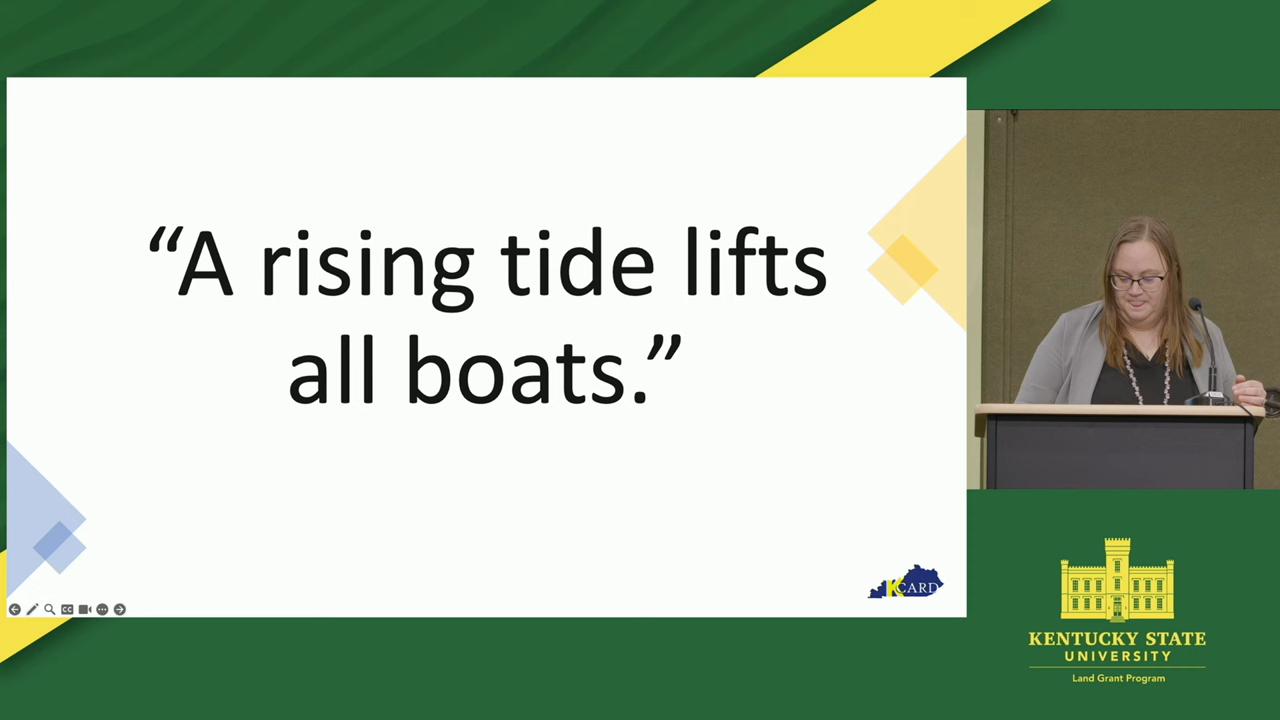 “A rising tide lifts
all boats.”
KCARD
KENTUCKY STATE
UNIVERSITY
Land Grant Program